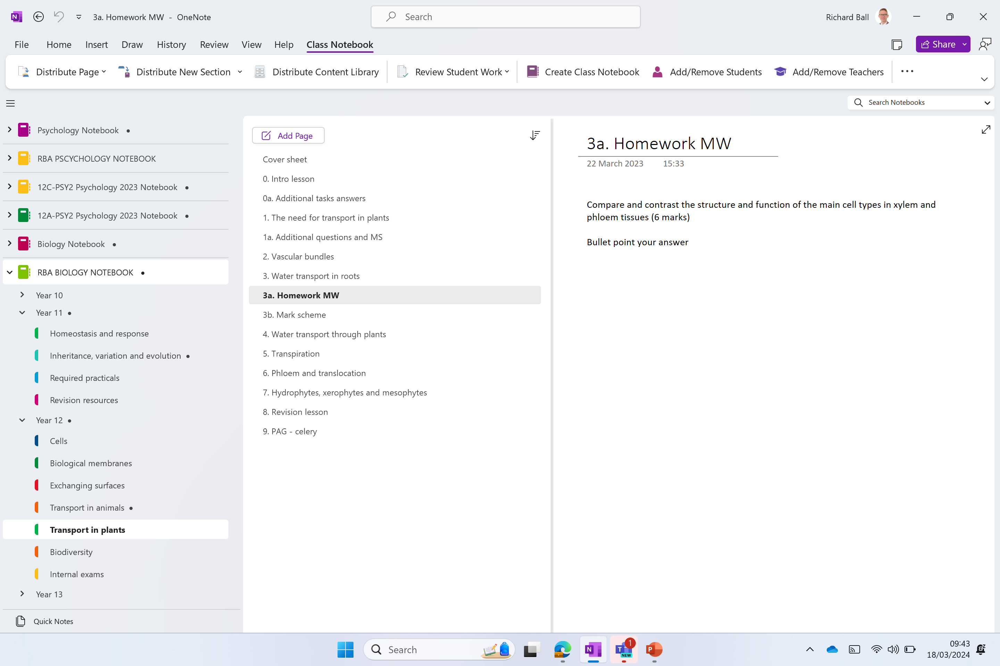 3a. Homework MW - OneNote
Search
Richard Ball
File Home Insert Draw History Review View Help Class Notebook
Share
Distribute Page
Distribute New Section
Distribute Content Library
Review Student Work
Create Class Notebook
Add/Remove Students
Add/Remove Teachers
Search Notebooks
Psychology Notebook
RBA PSCYCHOLOGY NOTEBOOK
12C-PSY2 Psychology 2023 Notebook
12A-PSY2 Psychology 2023 Notebook
Biology Notebook
RBA BIOLOGY NOTEBOOK
Year 10
Year 11
Homeostasis and response
Inheritance, variation and evolution
Required practicals
Revision resources
Year 12
Cells
Biological membranes
Exchanging surfaces
Transport in animals
Transport in plants
Biodiversity
Internal exams
Year 13
Quick Notes
Add Page
Cover sheet
0. Intro lesson
0a. Additional tasks answers
1. The need for transport in plants
1a. Additional questions and MS
2. Vascular bundles
3. Water transport in roots
3a. Homework MW
3b. Mark scheme
4. Water transport through plants
5. Transpiration
6. Phloem and translocation
7. Hydrophytes, xerophytes and mesophytes
8. Revision lesson
9. PAG - celery
3a. Homework MW
22 March 2023 15:33
Compare and contrast the structure and function of the main cell types in xylem and
phloem tissues (6 marks)
Bullet point your answer
Search
N
T
1
NEW
P
09:43
18/03/2024